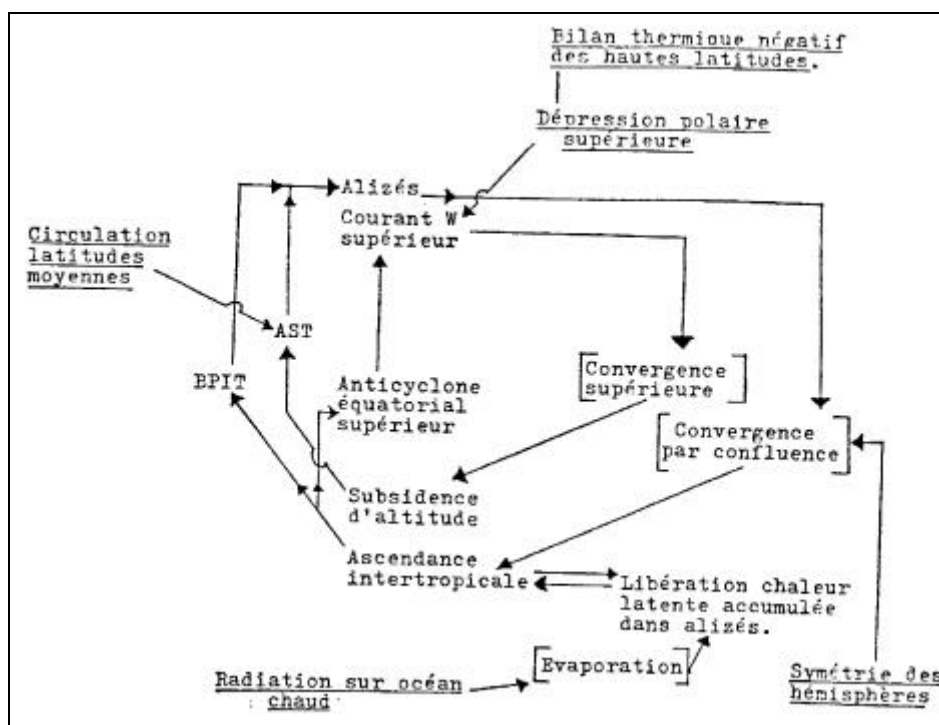 Bilan thermique négatif
des hautes latitudes.
Dépression polaire
supérieure
Alizés
Courant W
supérieur
Circulation
latitudes
moyennes
AST
BPIT
Anticyclone
équatorial
supérieur
[Convergence
supérieure]
[Convergence
par confluence]
Subsidence
d'altitude
Ascendance
intertropicale
Libération chaleur
latente accumulée
dans alizés.
[Evaporation]
Radiation sur océan
chaud
Symétrie des
hémisphères